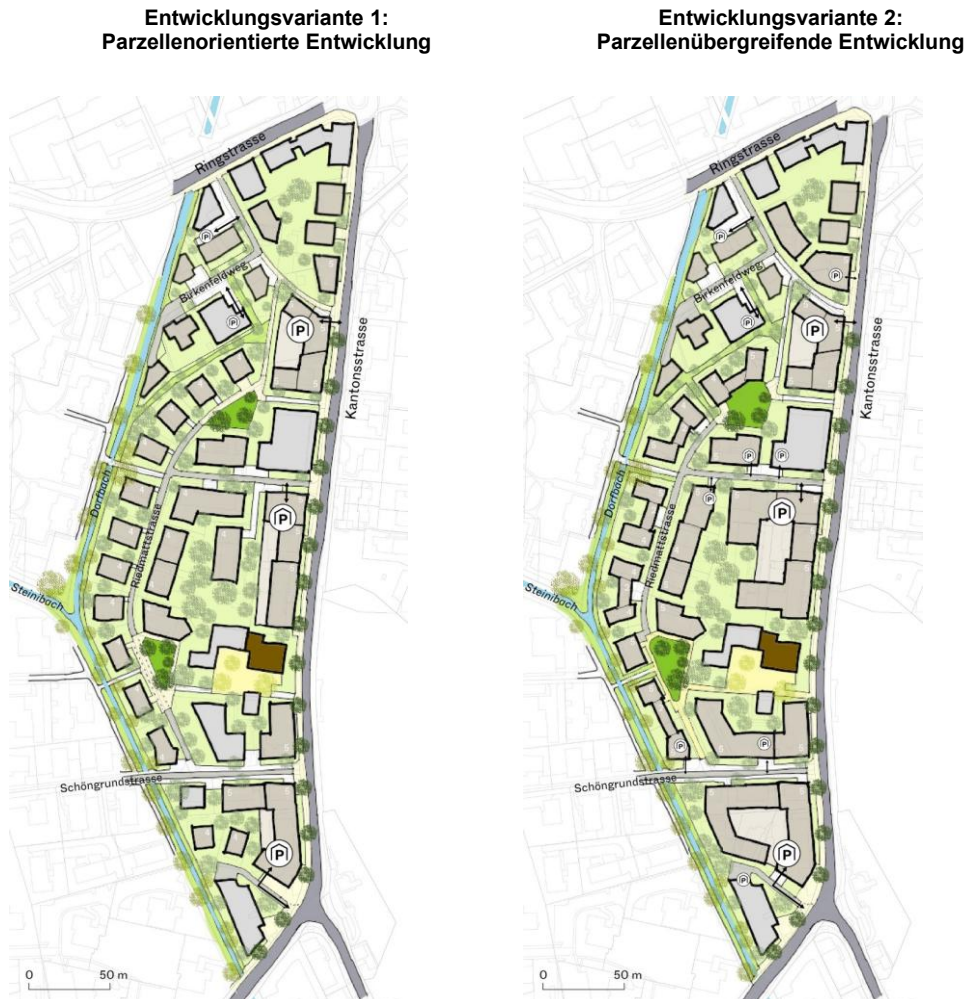 Entwicklungsvariante 1:
Parzellenorientierte Entwicklung
Entwicklungsvariante 2:
Parzellenübergreifende Entwicklung
Ringstrasse
P
Birkenfeldweg
P
P
Kantonsstrasse
Dorfbach
Riedmattstrasse
P
Steinibach
Schöngrundstrasse
P
0 50 m
Ringstrasse
P
P
Birkenfeldweg
P
P
Kantonsstrasse
P
P
Dorfbach
P
P
Riedmattstrasse
Steinibach
P
P
Schöngrundstrasse
P
P
0 50 m